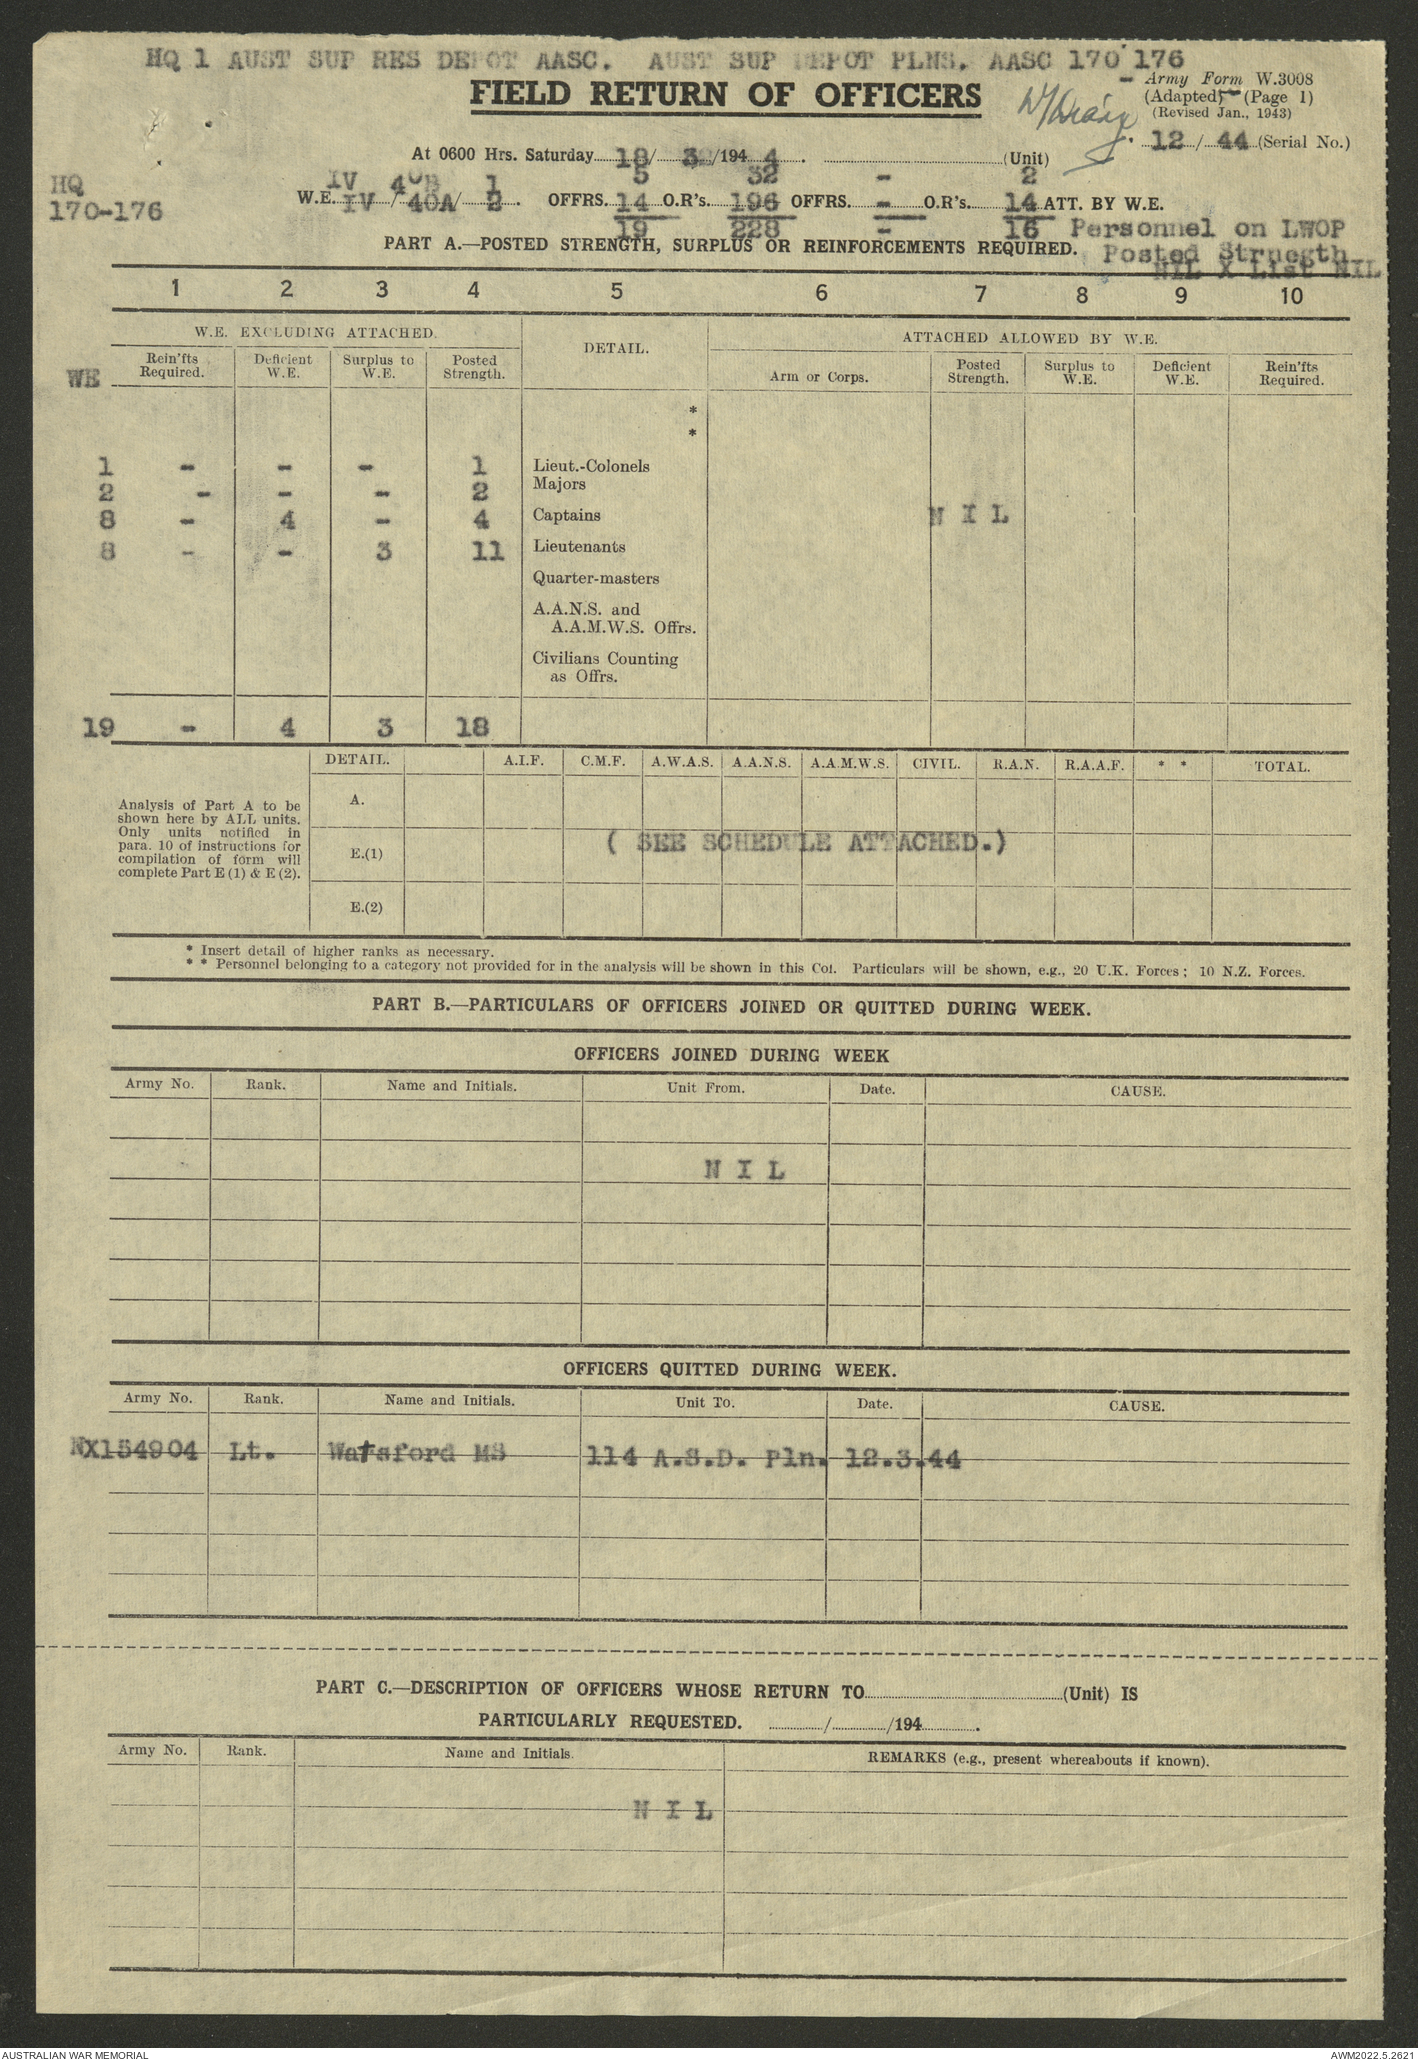 HQ 1 AUST SUP RES DEPOT AASC. AUST SUP DEPOT PLNS. AASC 170 176
FIELD RETURN OF OFFICERS
- Army Form W.3008
(Adapted) - (Page 1)
(Revised Jan., 1943)
12/44 (Serial No.)
At 0600 Hrs. Saturday 18/3/1944. (Unit)
HQ IV 40B 1 5 32 - 2
170-176 W.E. IV/40A/2. OFFRS. 14 O.R's. 196 OFFRS. - O.R's. 14 ATT. BY W.E.
19 228 - 16 Personnel on LWOP
PART A.—POSTED STRENGTH, SURPLUS OR REINFORCEMENTS REQUIRED. Posted Strnegth
NIL X List NIL
1 2 3 4 5 6 7 8 9 10
W.E. EXCLUDING ATTACHED. DETAIL. ATTACHED ALLOWED BY W.E.
WE Rein'fts Required. Deficient W.E. Surplus to W.E. Posted Strength. Arm or Corps. Posted Strength. Surplus to W.E. Deficient W.E. Rein'fts Required.
*
*
1 - - - 1 Lieut.-Colonels
2 - - - 2 Majors
8 - 4 - 4 Captains N I L
8 - - 3 11 Lieutenants
Quarter-masters
A.A.N.S. and
A.A.M.W.S. Offrs.
Civilians Counting
as Offrs.
19 - 4 3 18
DETAIL. A.I.F. C.M.F. A.W.A.S. A.A.N.S. A.A.M.W.S. CIVIL. R.A.N. R.A.A.F. * * TOTAL.
Analysis of Part A to be
shown here by ALL units.
Only units notified in
para. 10 of instructions for
compilation of form will
complete Part E (1) & E (2).
A.
E.(1) ( SEE SCHEDULE ATTACHED.)
E.(2)
* Insert detail of higher ranks as necessary.
* * Personnel belonging to a category not provided for in the analysis will be shown in this Col. Particulars will be shown, e.g., 20 U.K. Forces; 10 N.Z. Forces.
PART B.—PARTICULARS OF OFFICERS JOINED OR QUITTED DURING WEEK.
OFFICERS JOINED DURING WEEK
Army No. Rank. Name and Initials. Unit From. Date. CAUSE.
N I L
OFFICERS QUITTED DURING WEEK.
Army No. Rank. Name and Initials. Unit To. Date. CAUSE.
NX154904 Lt. Watsford MS 114 A.S.D. Pln. 12.3.44
PART C.—DESCRIPTION OF OFFICERS WHOSE RETURN TO (Unit) IS
PARTICULARLY REQUESTED. / /194 .
Army No. Rank. Name and Initials. REMARKS (e.g., present whereabouts if known).
N I L
AUSTRALIAN WAR MEMORIAL AWM2022.5.2621